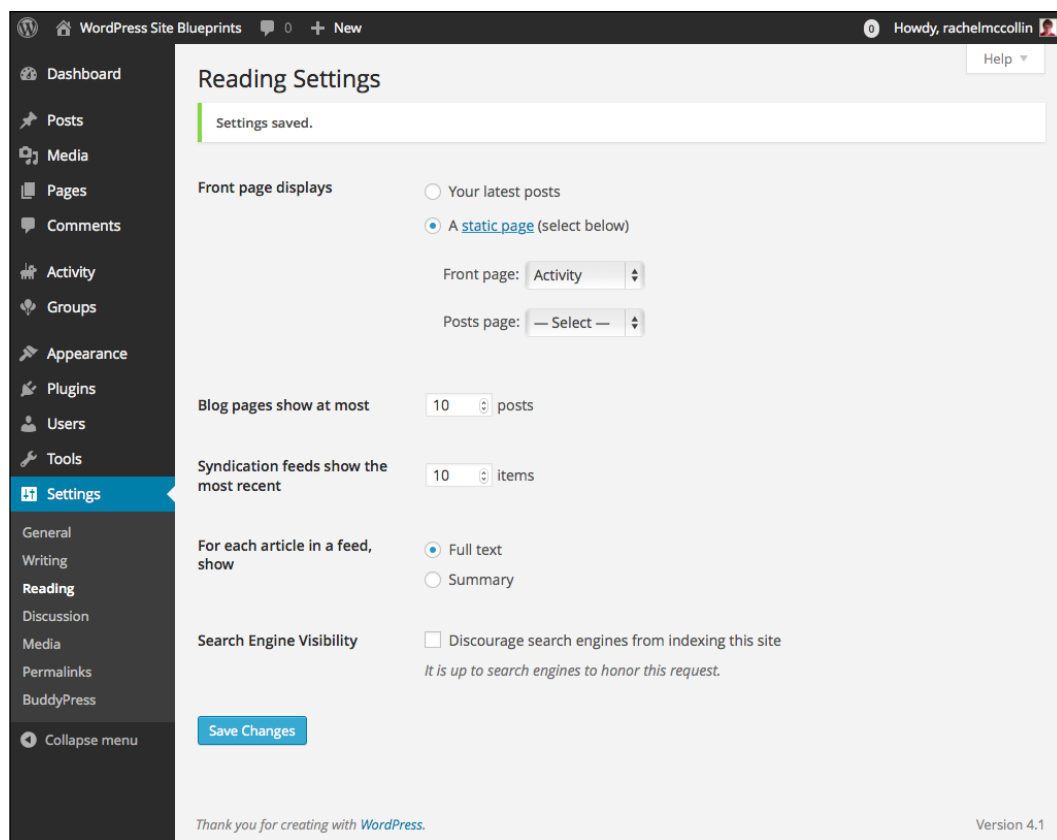 WordPress Site Blueprints 0 + New 0 Howdy, rachelmccollin
Help
Dashboard
Posts
Media
Pages
Comments
Activity
Groups
Appearance
Plugins
Users
Tools
Settings
General
Writing
Reading
Discussion
Media
Permalinks
BuddyPress
Collapse menu
Reading Settings
Settings saved.
Front page displays
Your latest posts
A static page (select below)
Front page: Activity
Posts page: — Select —
Blog pages show at most 10 posts
Syndication feeds show the
most recent
10 items
For each article in a feed,
show
Full text
Summary
Search Engine Visibility
Discourage search engines from indexing this site
It is up to search engines to honor this request.
Save Changes
Thank you for creating with WordPress. Version 4.1